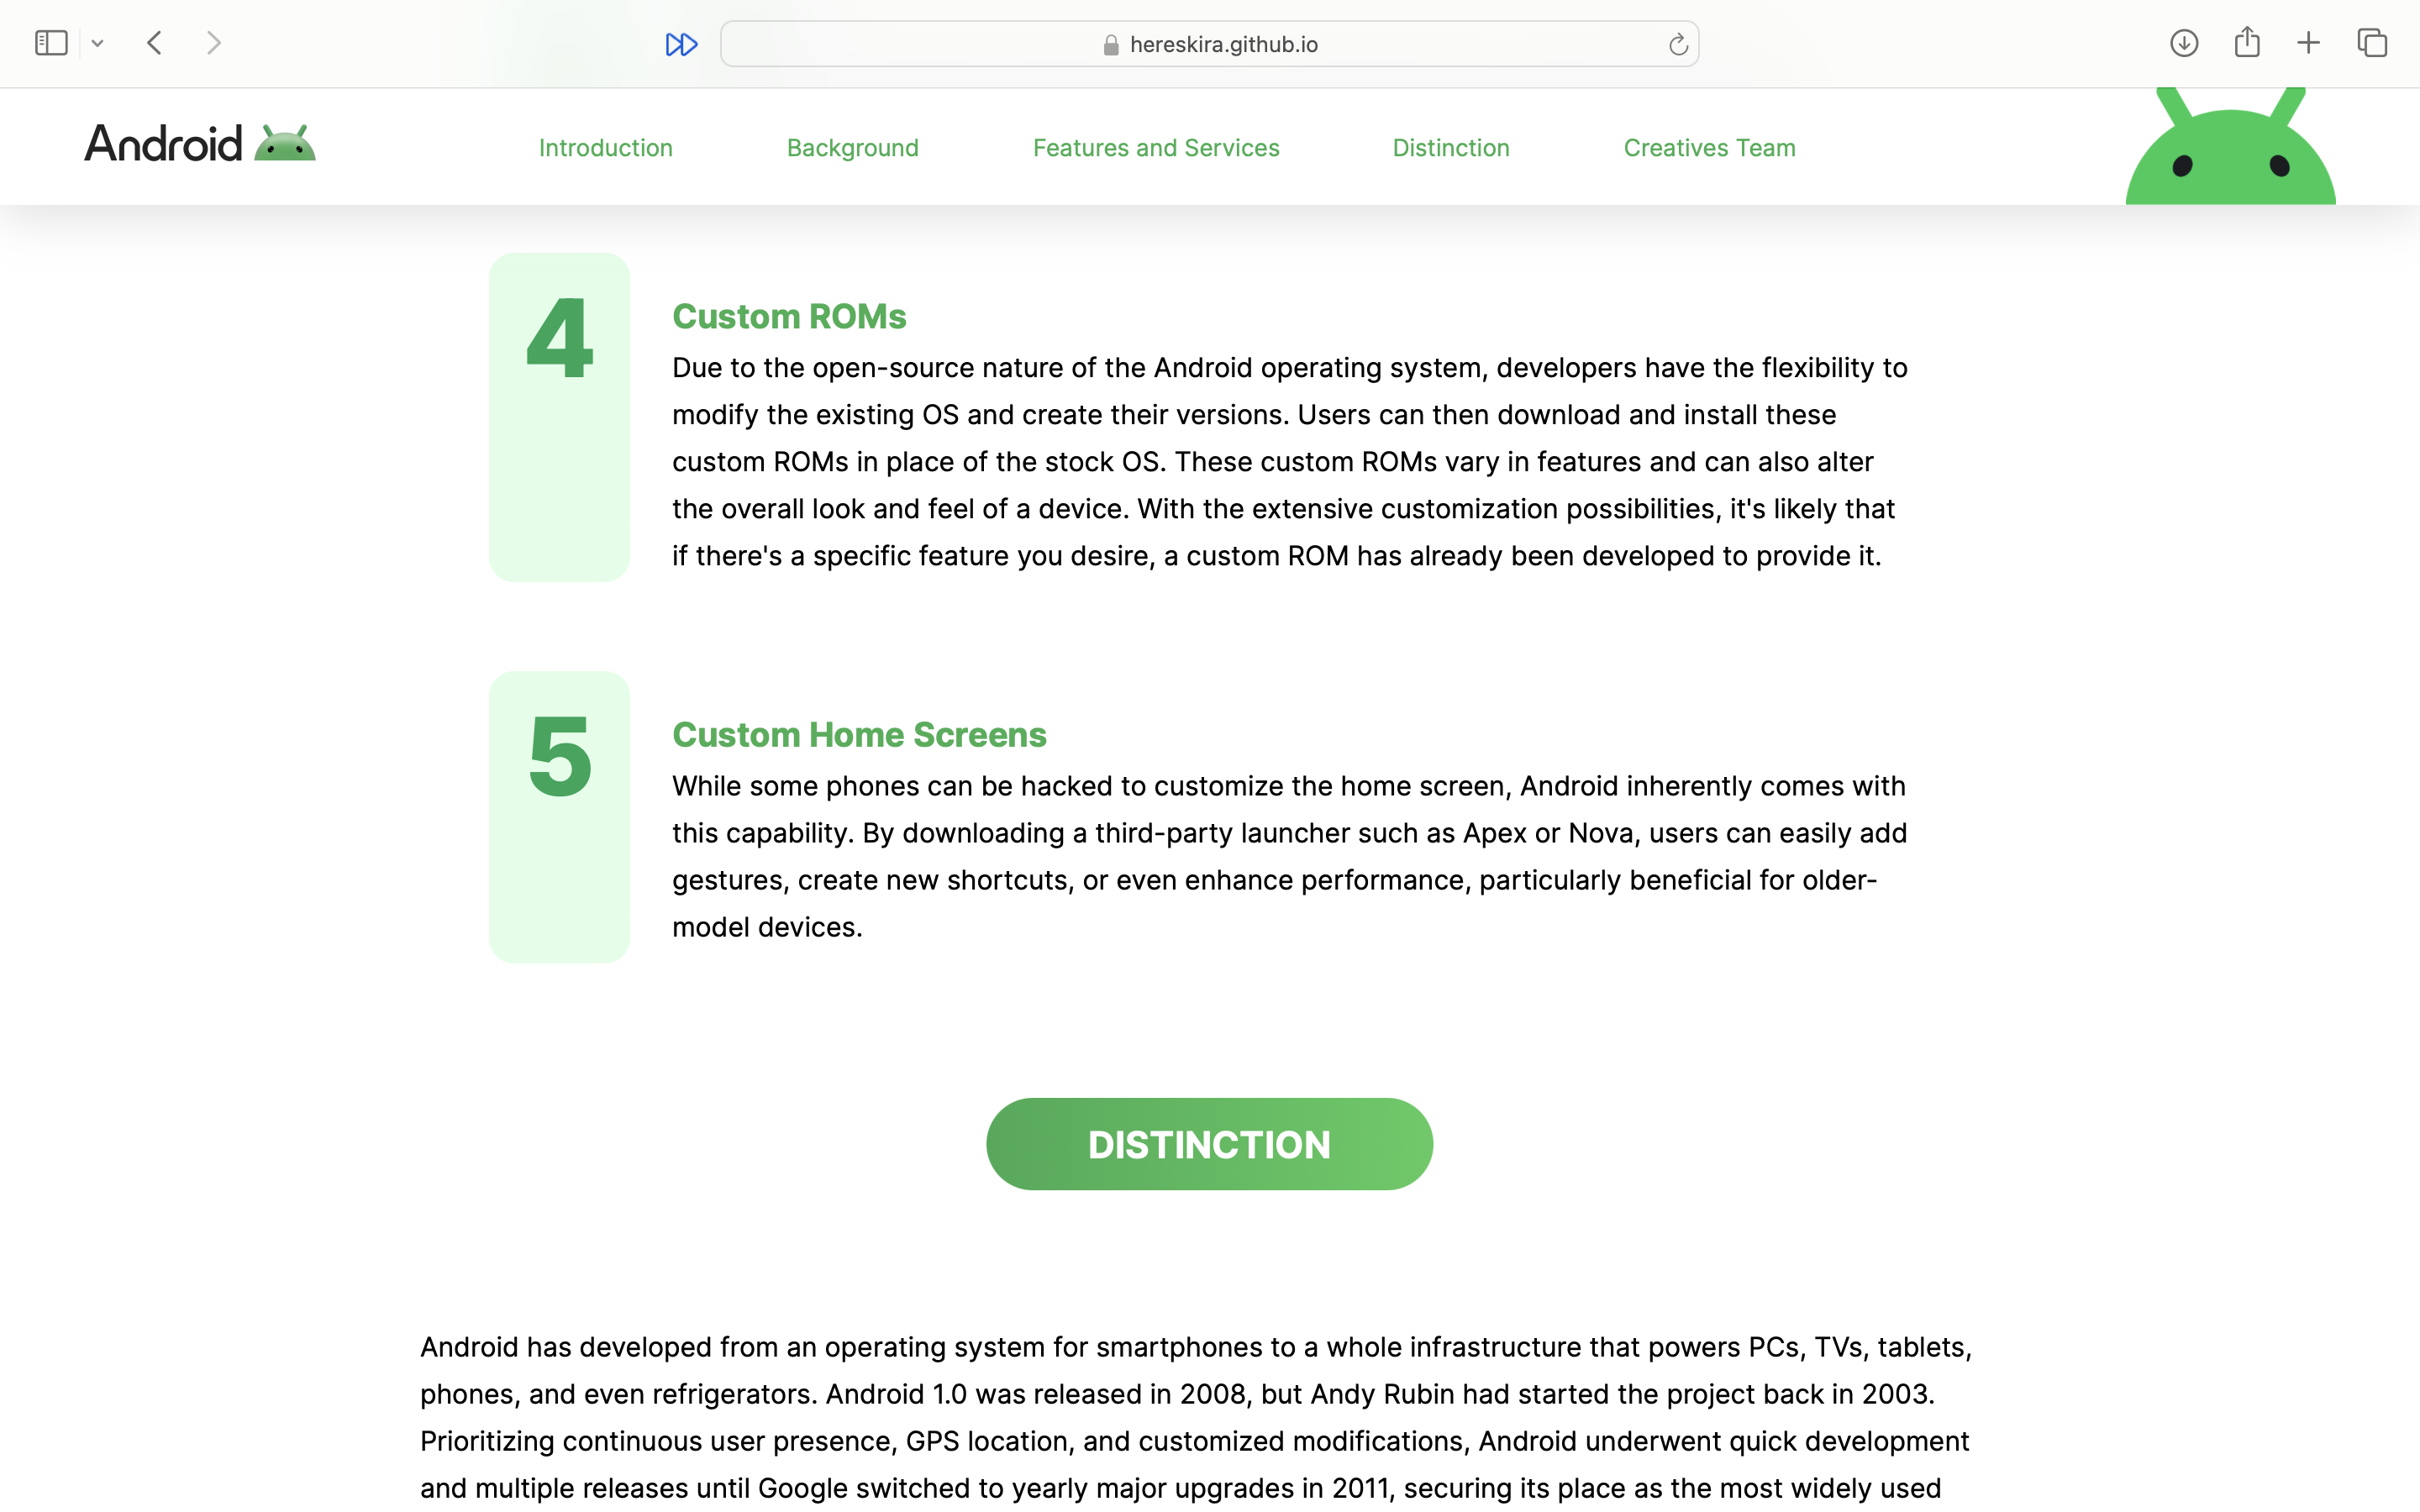 hereskira.github.io
Android
Introduction
Background
Features and Services
Distinction
Creatives Team
4
Custom ROMs
Due to the open-source nature of the Android operating system, developers have the flexibility to
modify the existing OS and create their versions. Users can then download and install these
custom ROMs in place of the stock OS. These custom ROMs vary in features and can also alter
the overall look and feel of a device. With the extensive customization possibilities, it's likely that
if there's a specific feature you desire, a custom ROM has already been developed to provide it.
5
Custom Home Screens
While some phones can be hacked to customize the home screen, Android inherently comes with
this capability. By downloading a third-party launcher such as Apex or Nova, users can easily add
gestures, create new shortcuts, or even enhance performance, particularly beneficial for older-
model devices.
DISTINCTION
Android has developed from an operating system for smartphones to a whole infrastructure that powers PCs, TVs, tablets,
phones, and even refrigerators. Android 1.0 was released in 2008, but Andy Rubin had started the project back in 2003.
Prioritizing continuous user presence, GPS location, and customized modifications, Android underwent quick development
and multiple releases until Google switched to yearly major upgrades in 2011, securing its place as the most widely used